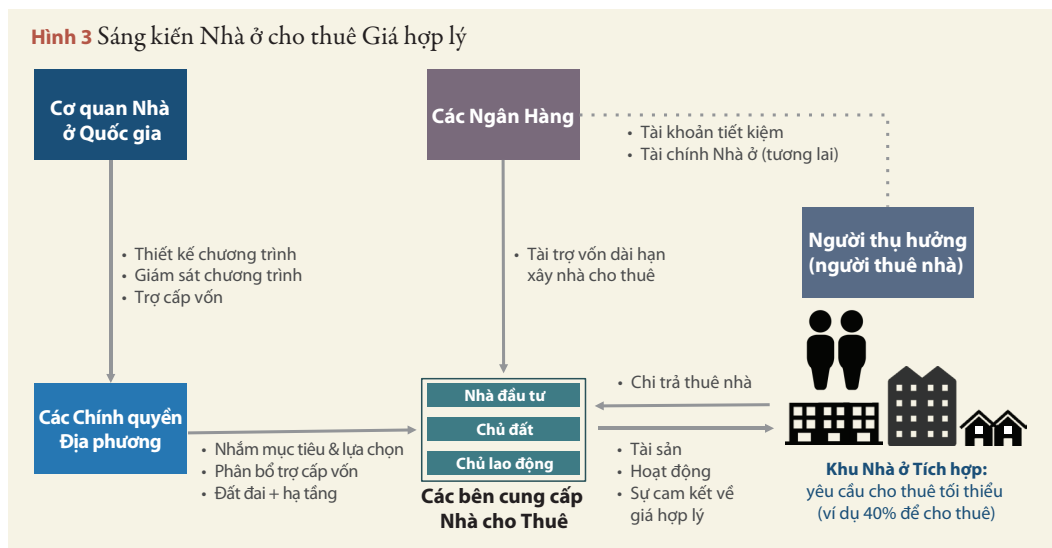 Hình 3 Sáng kiến Nhà ở cho thuê Giá hợp lý
Cơ quan Nhà
ở Quốc gia
Các Ngân Hàng
• Tài khoản tiết kiệm
• Tài chính Nhà ở (tương lai)
• Thiết kế chương trình
• Giám sát chương trình
• Trợ cấp vốn
• Tài trợ vốn dài hạn
xây nhà cho thuê
Người thụ hưởng
(người thuê nhà)
Các Chính quyền
Địa phương
• Nhắm mục tiêu & lựa chọn
• Phân bổ trợ cấp vốn
• Đất đai + hạ tầng
Nhà đầu tư
Chủ đất
Chủ lao động
Các bên cung cấp
Nhà cho Thuê
• Chi trả thuê nhà
• Tài sản
• Hoạt động
• Sự cam kết về
giá hợp lý
Khu Nhà ở Tích hợp:
yêu cầu cho thuê tối thiểu
(ví dụ 40% để cho thuê)